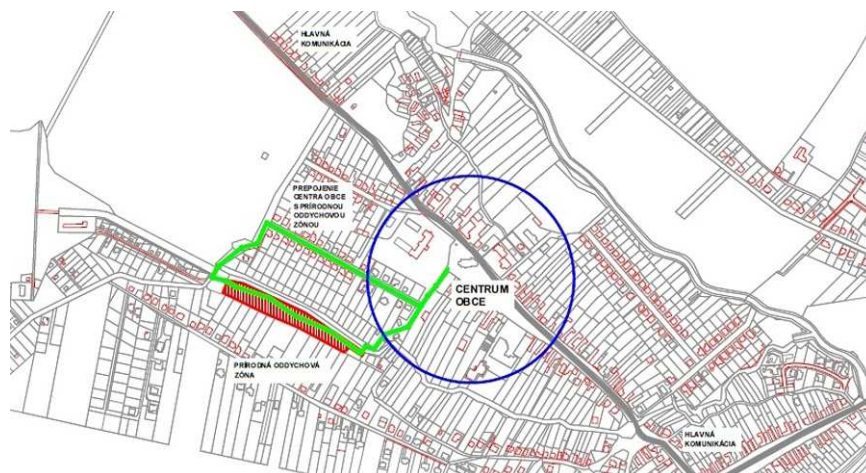 HLAVNÁ
KOMUNIKÁCIA
PREPOJENIE
CENTRA OBCE
S PRÍRODNOU
ODDYCHOVOU
ZÓNOU
CENTRUM
OBCE
PRÍRODNÁ ODDYCHOVÁ
ZÓNA
HLAVNÁ
KOMUNIKÁCIA